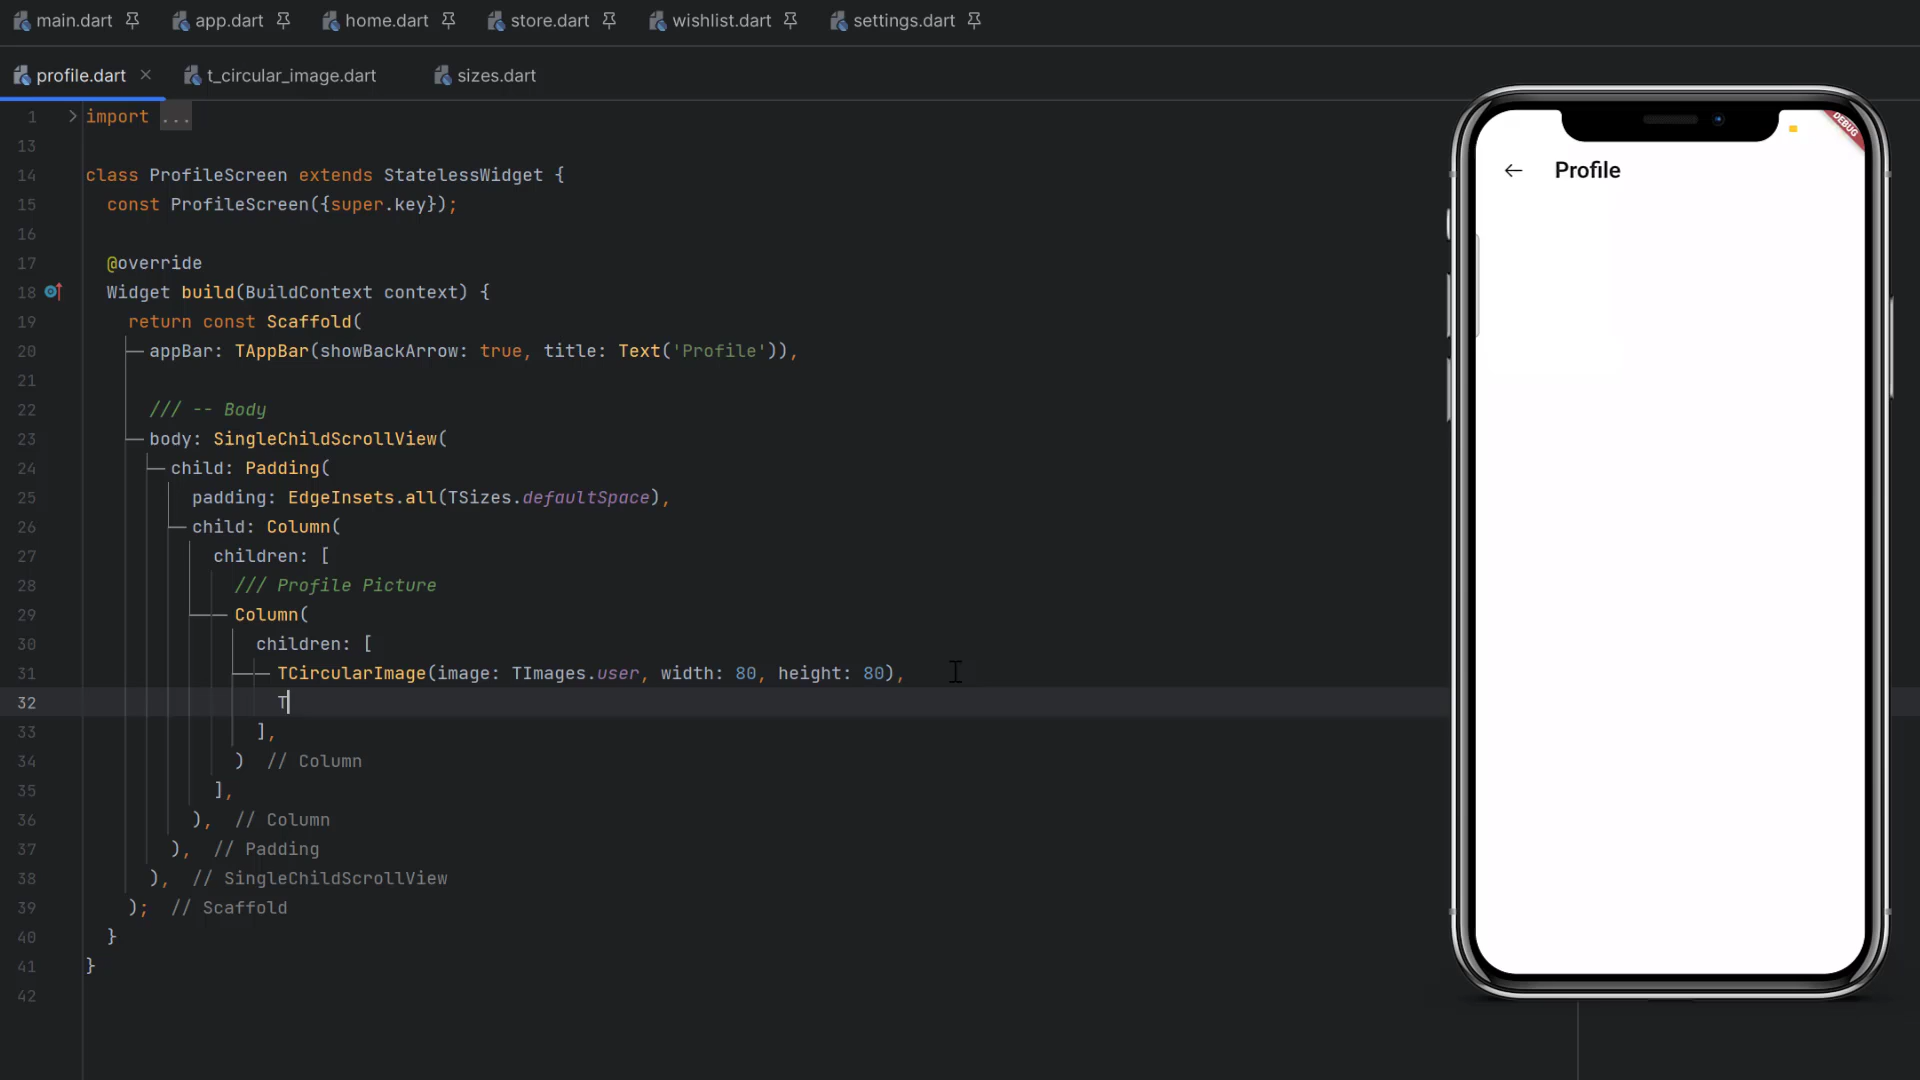 main.dart app.dart home.dart store.dart wishlist.dart settings.dart
profile.dart t_circular_image.dart sizes.dart
1 import ...
13
14 class ProfileScreen extends StatelessWidget {
15 const ProfileScreen({super.key});
16
17 @override
18 Widget build(BuildContext context) {
19 return const Scaffold(
20 appBar: TAppBar(showBackArrow: true, title: Text('Profile')),
21
22 /// -- Body
23 body: SingleChildScrollView(
24 child: Padding(
25 padding: EdgeInsets.all(TSizes.defaultSpace),
26 child: Column(
27 children: [
28 /// Profile Picture
29 Column(
30 children: [
31 TCircularImage(image: TImages.user, width: 80, height: 80),
32 T
33 ],
34 ) // Column
35 ],
36 ), // Column
37 ), // Padding
38 ), // SingleChildScrollView
39 ); // Scaffold
40 }
41 }
42
DEBUG
Profile